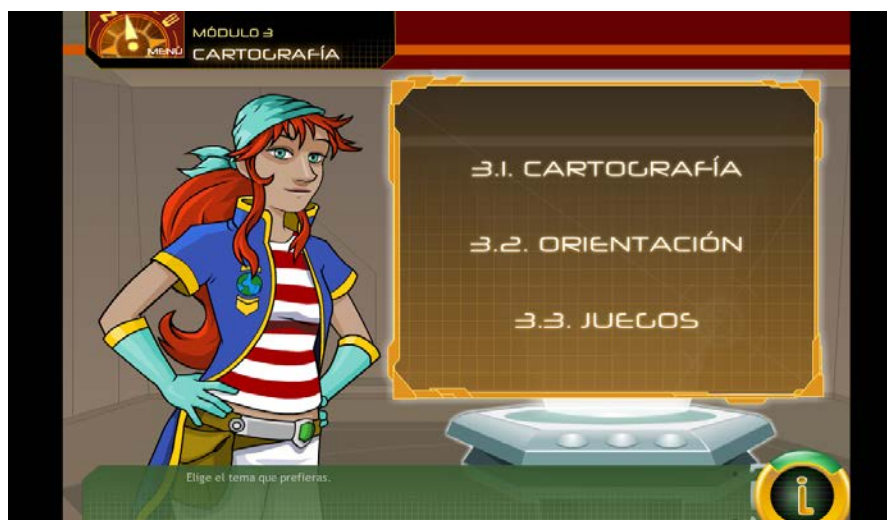 N E
MENÚ
MÓDULO 3
CARTOGRAFÍA
3.1. CARTOGRAFÍA
3.2. ORIENTACIÓN
3.3. JUEGOS
Elige el tema que prefieras.
i